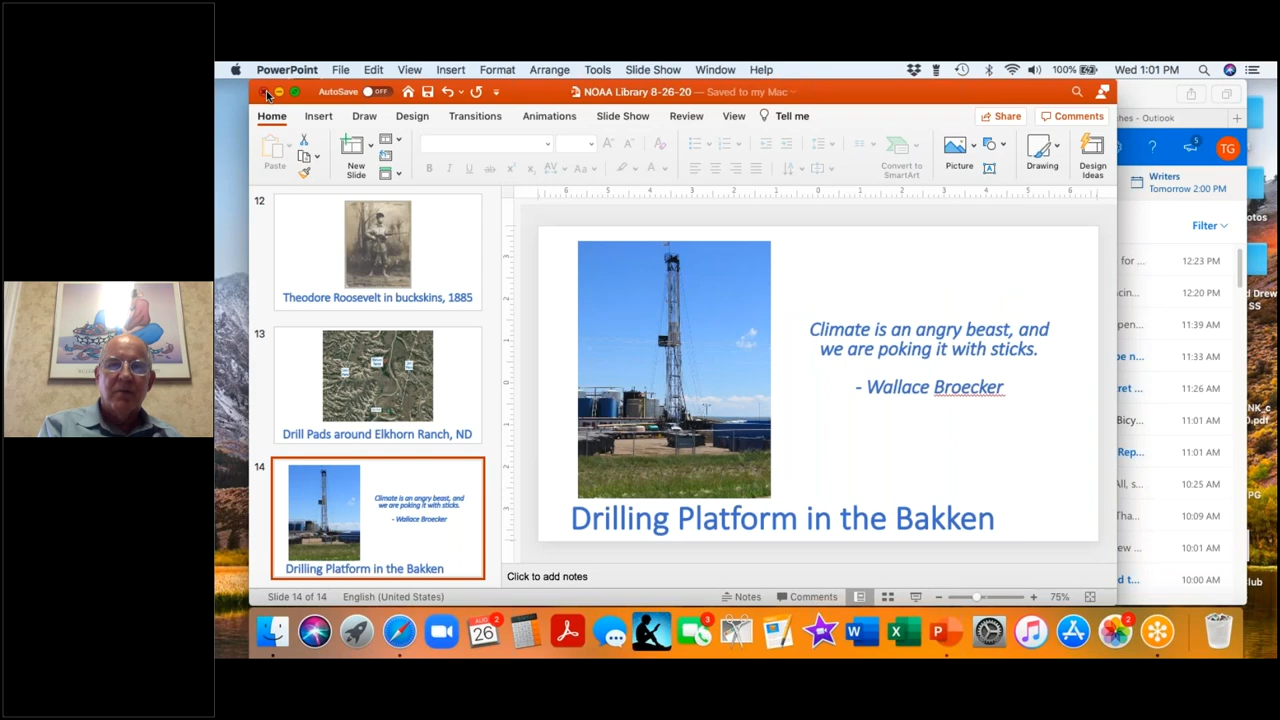 PowerPoint File Edit View Insert Format Arrange Tools Slide Show Window Help 100% Wed 1:01 PM
AutoSave OFF NOAA Library 8-26-20 — Saved to my Mac
Home Insert Draw Design Transitions Animations Slide Show Review View Tell me Share Comments
Paste New Slide Convert to SmartArt Picture Drawing Design Ideas
hes - Outlook
5 TG
Writers
Tomorrow 2:00 PM
Filter
for ... 12:23 PM
12:20 PM
11:39 AM
11:33 AM
11:26 AM
11:01 AM
11:01 AM
10:25 AM
10:09 AM
10:01 AM
10:00 AM
12
Theodore Roosevelt in buckskins, 1885
13
Drill Pads around Elkhorn Ranch, ND
14
Climate is an angry beast, and
we are poking it with sticks.
- Wallace Broecker
Drilling Platform in the Bakken
Climate is an angry beast, and
we are poking it with sticks.
- Wallace Broecker
Drilling Platform in the Bakken
Click to add notes
Slide 14 of 14 English (United States) Notes Comments 75%
AUG 2
26
3
2